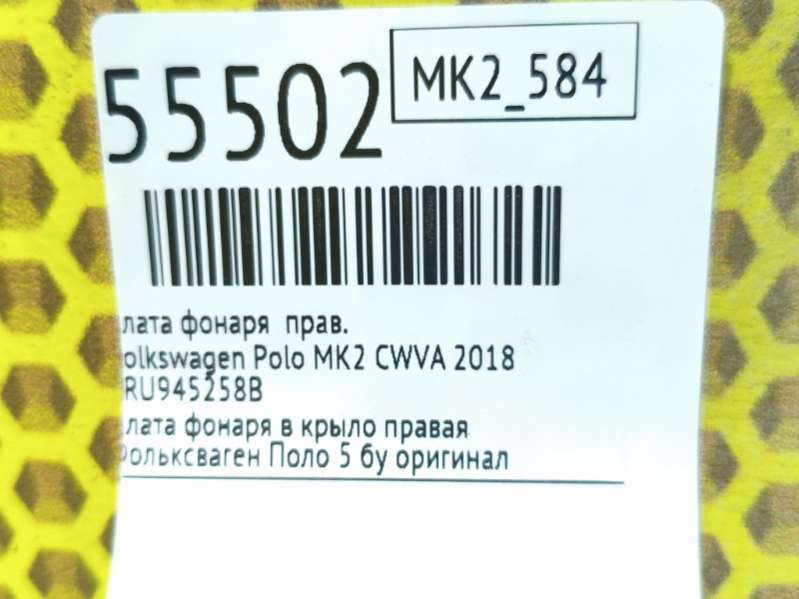 55502
MK2_584
лата фонаря прав.
olkswagen Polo MK2 CWVA 2018
RU945258B
лата фонаря в крыло правая
Фольксваген Поло 5 бу оригинал